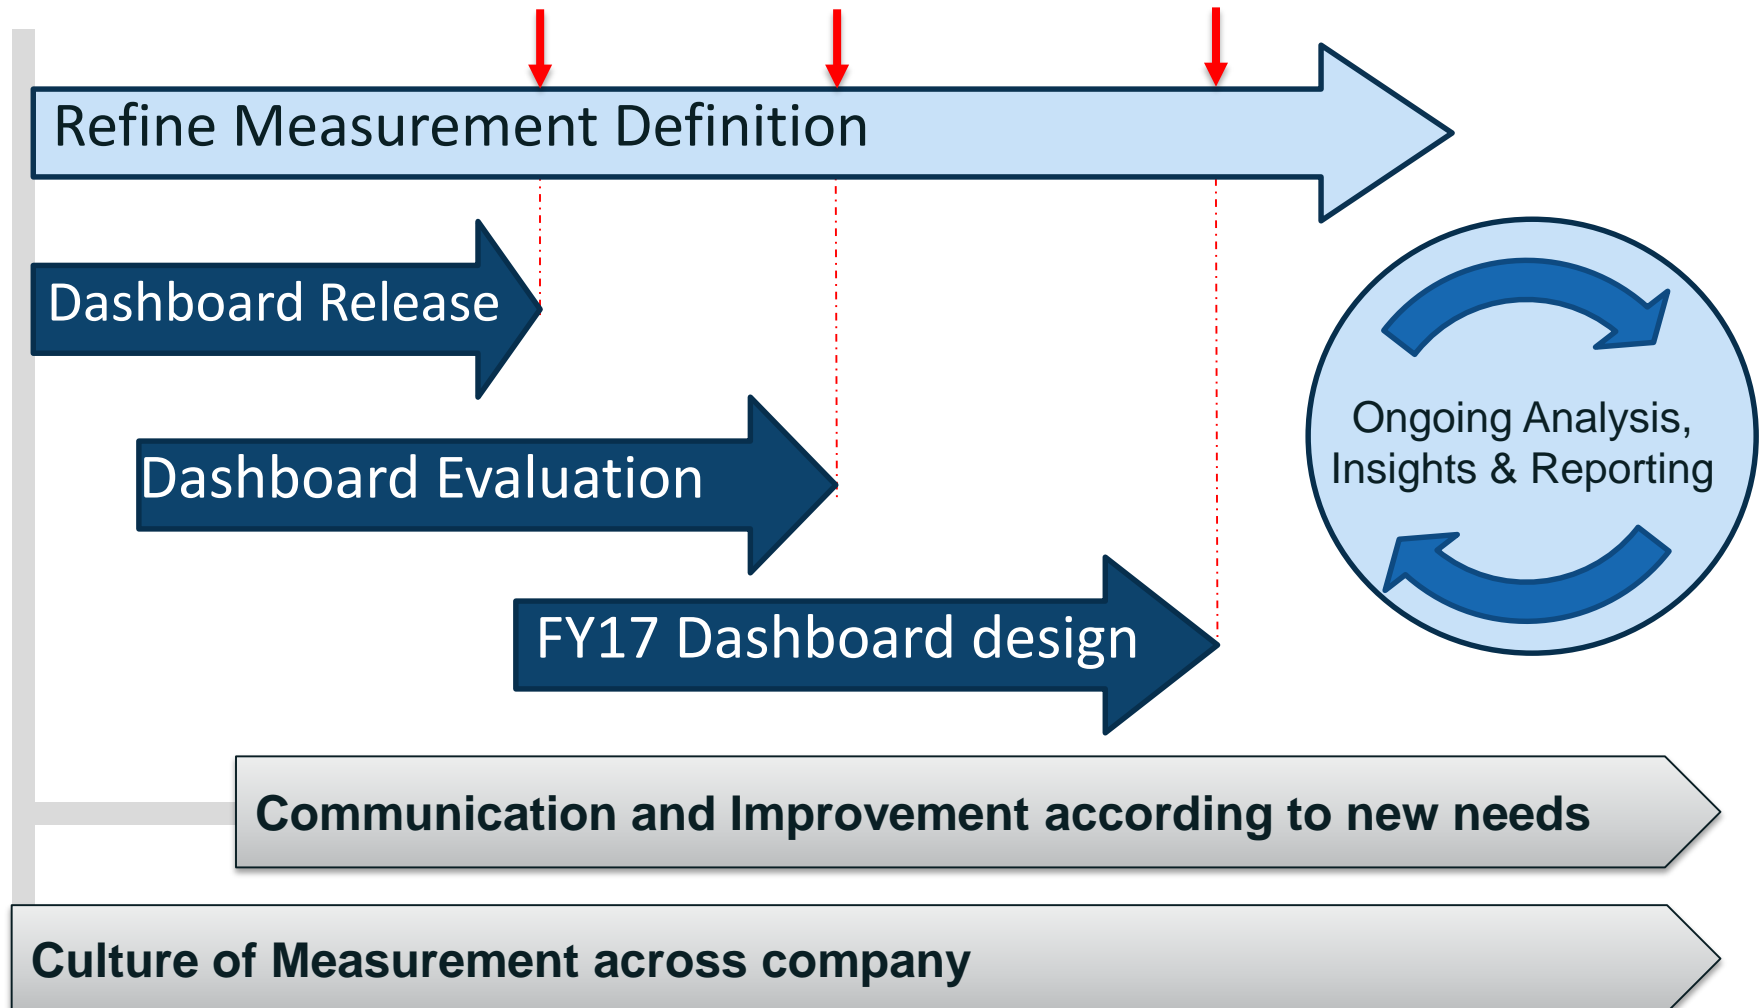 Refine Measurement Definition
Dashboard Release
Dashboard Evaluation
FY17 Dashboard design
Ongoing Analysis,
Insights & Reporting
Communication and Improvement according to new needs
Culture of Measurement across company